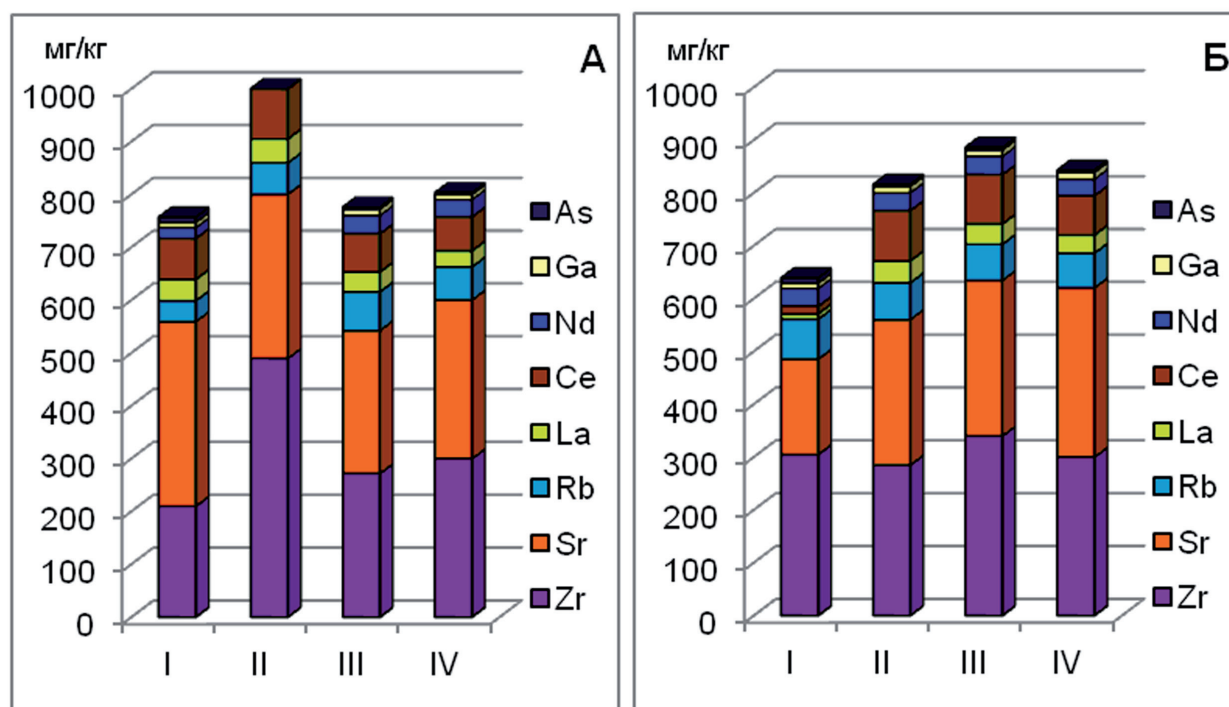 мг/кг
А
1000
900
800
700
600
500
400
300
200
100
0
I II III IV
As
Ga
Nd
Ce
La
Rb
Sr
Zr
мг/кг
Б
1000
900
800
700
600
500
400
300
200
100
0
I II III IV
As
Ga
Nd
Ce
La
Rb
Sr
Zr